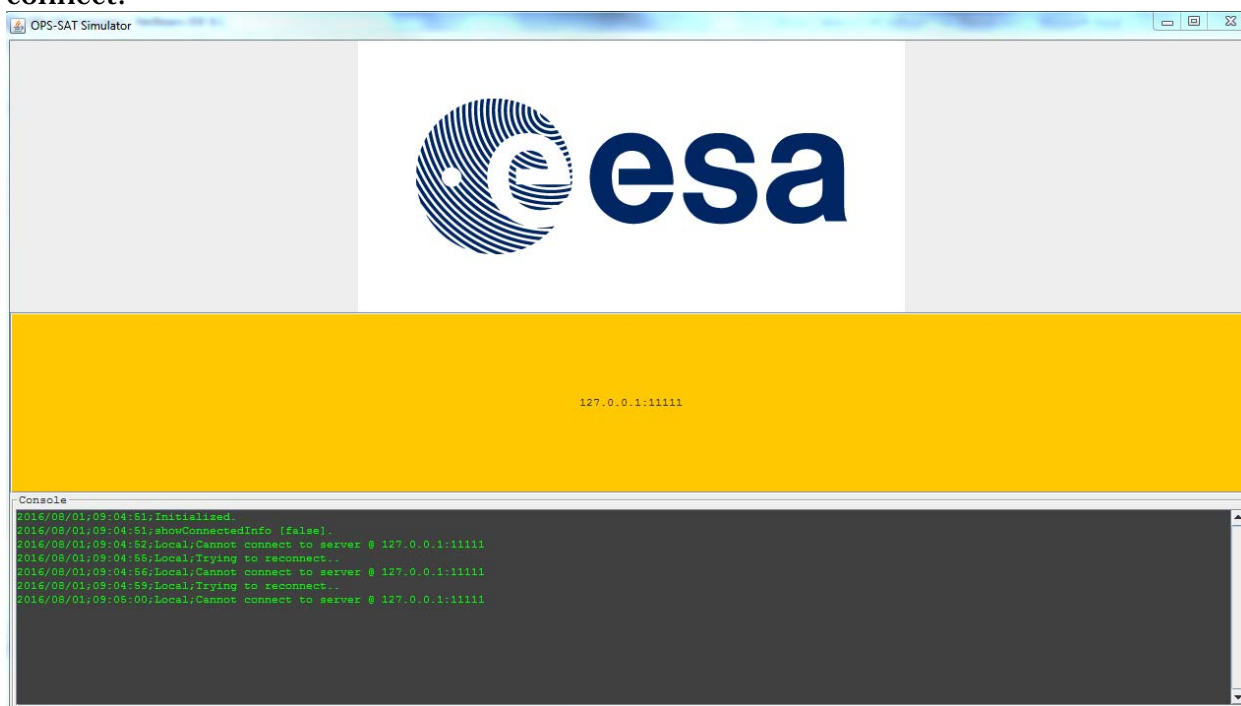 connect.
OPS-SAT Simulator
esa
127.0.0.1:11111
Console
2016/08/01;09:04:51;Initialized.
2016/08/01;09:04:51;showConnectedInfo [false].
2016/08/01;09:04:52;Local;Cannot connect to server @ 127.0.0.1:11111
2016/08/01;09:04:55;Local;Trying to reconnect..
2016/08/01;09:04:56;Local;Cannot connect to server @ 127.0.0.1:11111
2016/08/01;09:04:59;Local;Trying to reconnect..
2016/08/01;09:05:00;Local;Cannot connect to server @ 127.0.0.1:11111